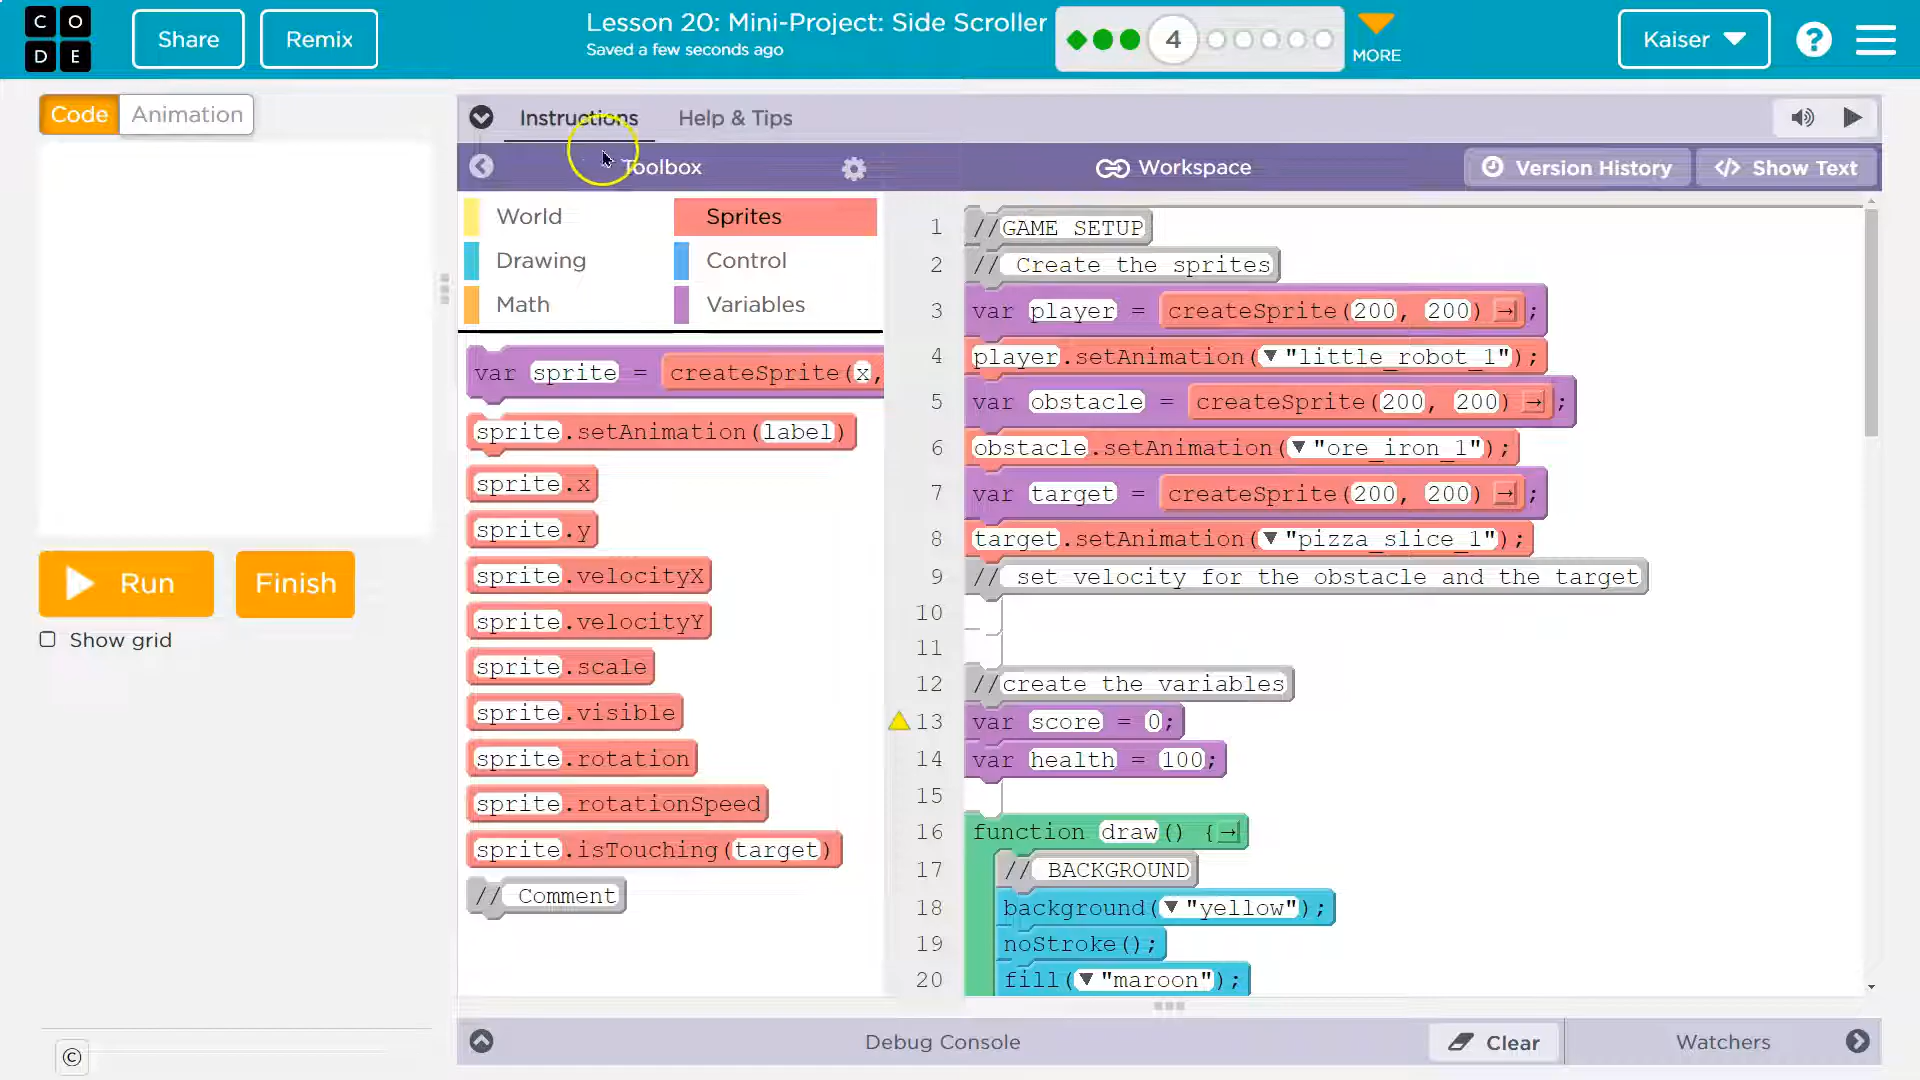 CODE
Share
Remix
Lesson 20: Mini-Project: Side Scroller
Saved a few seconds ago
4
MORE
Kaiser
?
Code
Animation
Instructions
Help & Tips
Toolbox
Workspace
Version History
</> Show Text
World
Sprites
Drawing
Control
Math
Variables
var sprite = createSprite(x,
sprite.setAnimation(label)
sprite.x
sprite.y
sprite.velocityX
sprite.velocityY
sprite.scale
sprite.visible
sprite.rotation
sprite.rotationSpeed
sprite.isTouching(target)
// Comment
1 //GAME SETUP
2 // Create the sprites
3 var player = createSprite(200, 200) → ;
4 player.setAnimation(▼ "little_robot_1");
5 var obstacle = createSprite(200, 200) → ;
6 obstacle.setAnimation(▼ "ore_iron_1");
7 var target = createSprite(200, 200) → ;
8 target.setAnimation(▼ "pizza_slice_1");
9 // set velocity for the obstacle and the target
10
11
12 //create the variables
13 var score = 0;
14 var health = 100;
15
16 function draw() { →
17 // BACKGROUND
18 background(▼ "yellow");
19 noStroke();
20 fill(▼ "maroon");
Run
Finish
Show grid
©
Debug Console
Clear
Watchers